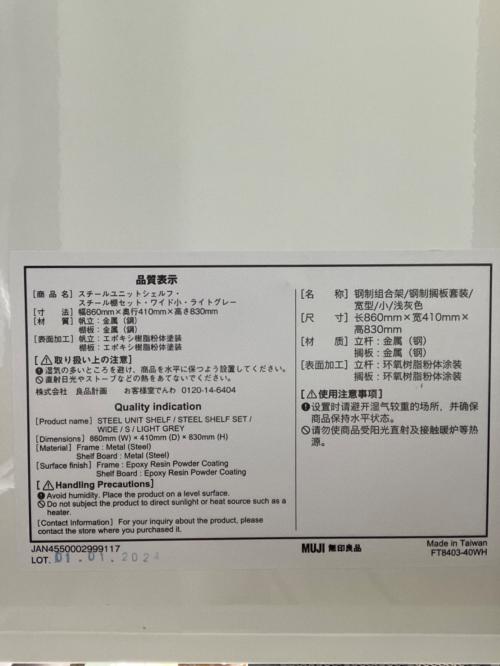 品質表示
[商 品 名] スチールユニットシェルフ・
スチール棚セット・ワイド小・ライトグレー
[寸 法] 幅860mm×奥行410mm×高さ830mm
[材 質] 帆立：金属（鋼）
棚板：金属（鋼）
[表面加工] 帆立：エポキシ樹脂粉体塗装
棚板：エポキシ樹脂粉体塗装
[⚠取り扱い上の注意]
湿気の多いところを避け、商品を水平に保つよう設置してください。
直射日光やストーブなどの熱をあてないでください。
株式会社 良品計画 お客様室でんわ 0120-14-6404
Quality indication
[Product name] STEEL UNIT SHELF / STEEL SHELF SET /
WIDE / S / LIGHT GREY
[Dimensions] 860mm (W) × 410mm (D) × 830mm (H)
[Material] Frame : Metal (Steel)
Shelf Board : Metal (Steel)
[Surface finish] Frame : Epoxy Resin Powder Coating
Shelf Board : Epoxy Resin Powder Coating
[⚠Handling Precautions]
Avoid humidity. Place the product on a level surface.
Do not subject the product to direct sunlight or heat source such as a
heater.
[Contact Information] For your inquiry about the product, please
contact the store where you purchased it.
[名 称] 钢制组合架/钢制搁板套装/
宽型/小/浅灰色
[尺 寸] 长860mm×宽410mm×
高830mm
[材 质] 立杆：金属（钢）
搁板：金属（钢）
[表面加工] 立杆：环氧树脂粉体涂装
搁板：环氧树脂粉体涂装
[⚠使用注意事项]
设置时请避开湿气较重的场所，并确保
商品保持水平状态。
请勿使商品受阳光直射及接触暖炉等热
源。
JAN4550002999117
LOT. 01.01.2024
MUJI 無印良品
Made in Taiwan
FT8403-40WH